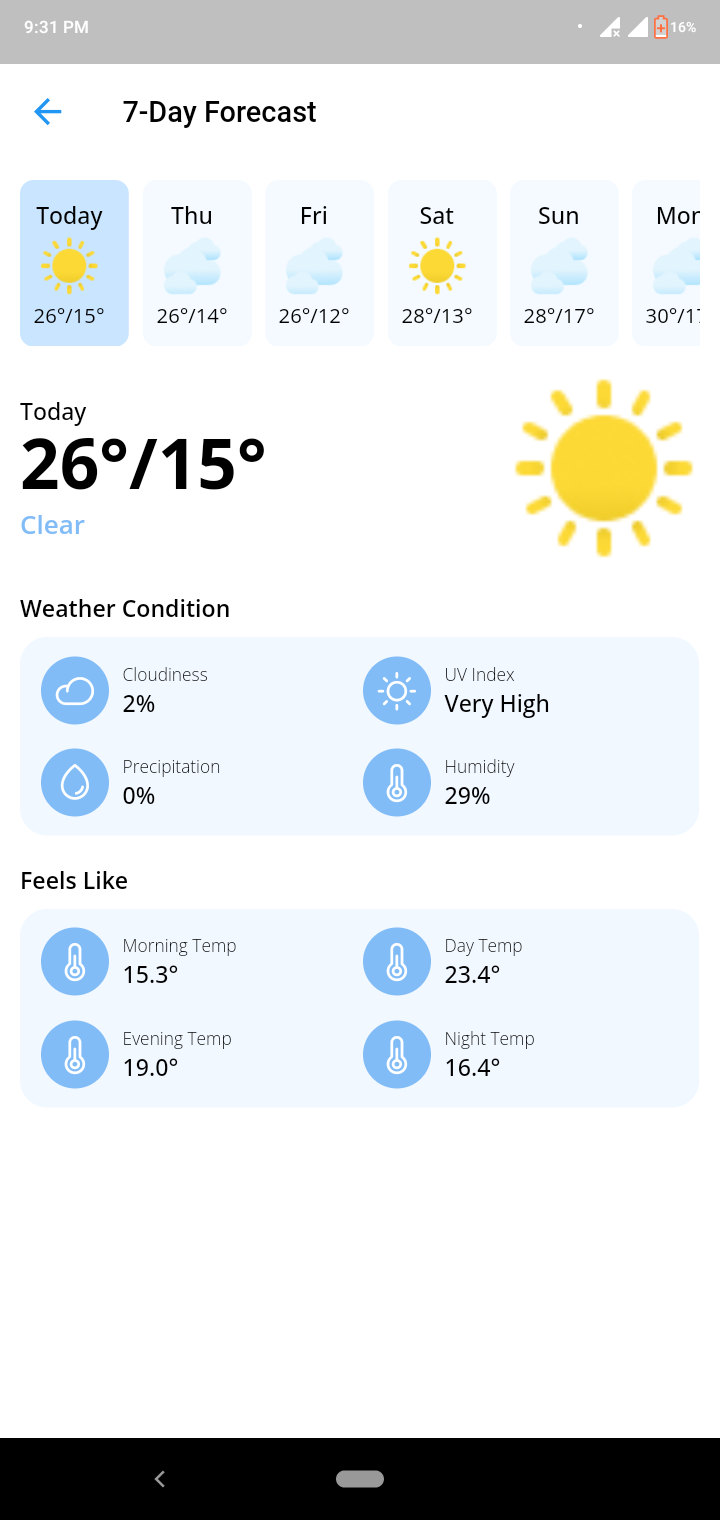 9:31 PM 16%
7-Day Forecast
Today Thu Fri Sat Sun Mon
26°/15° 26°/14° 26°/12° 28°/13° 28°/17° 30°/17
Today
26°/15°
Clear
Weather Condition
Cloudiness UV Index
2% Very High
Precipitation Humidity
0% 29%
Feels Like
Morning Temp Day Temp
15.3° 23.4°
Evening Temp Night Temp
19.0° 16.4°